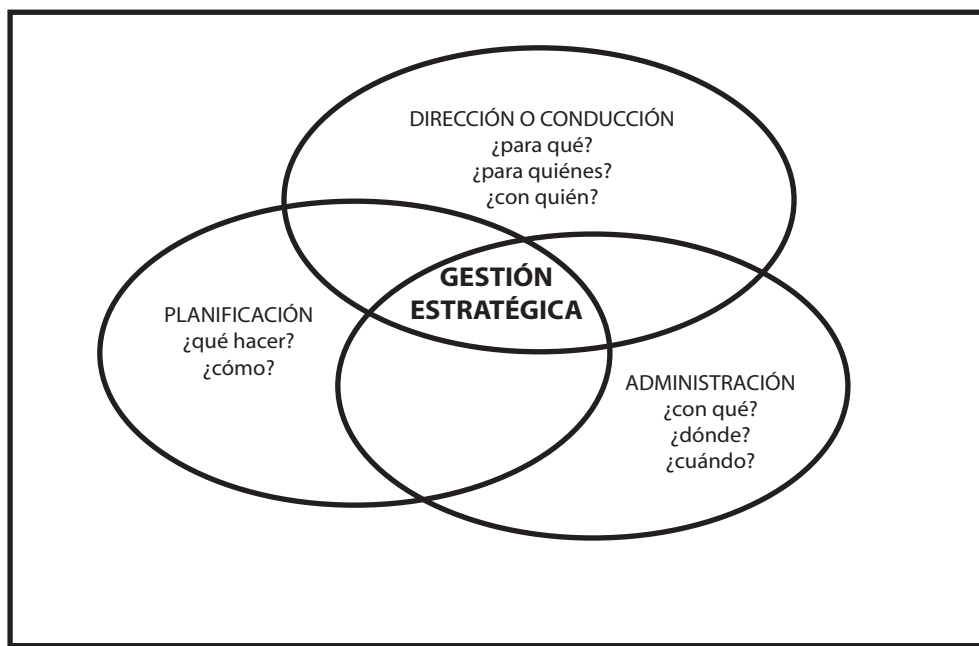 DIRECCIÓN O CONDUCCIÓN
¿para qué?
¿para quiénes?
¿con quién?
GESTIÓN
ESTRATÉGICA
PLANIFICACIÓN
¿qué hacer?
¿cómo?
ADMINISTRACIÓN
¿con qué?
¿dónde?
¿cuándo?